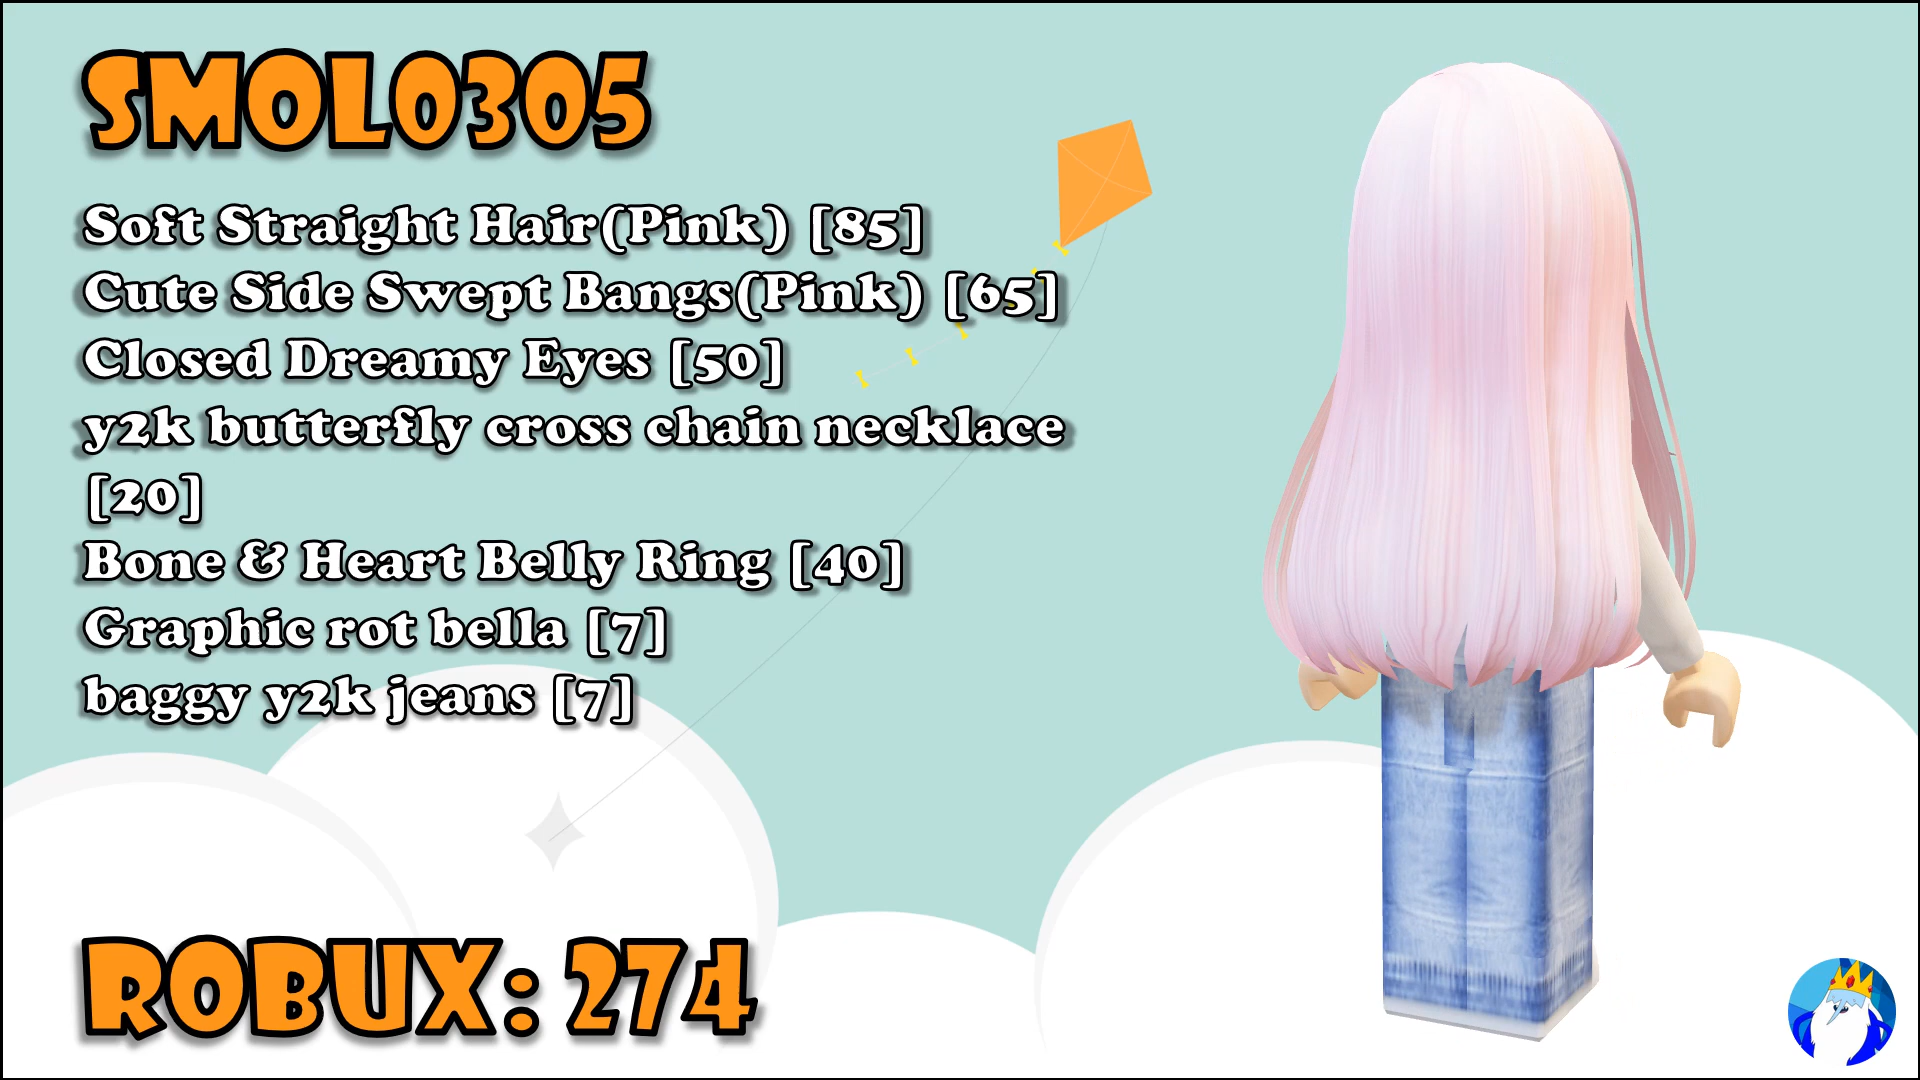 SMOL0305
Soft Straight Hair(Pink) [85]
Cute Side Swept Bangs(Pink) [65]
Closed Dreamy Eyes [50]
y2k butterfly cross chain necklace
[20]
Bone & Heart Belly Ring [40]
Graphic rot bella [7]
baggy y2k jeans [7]
ROBUX: 274